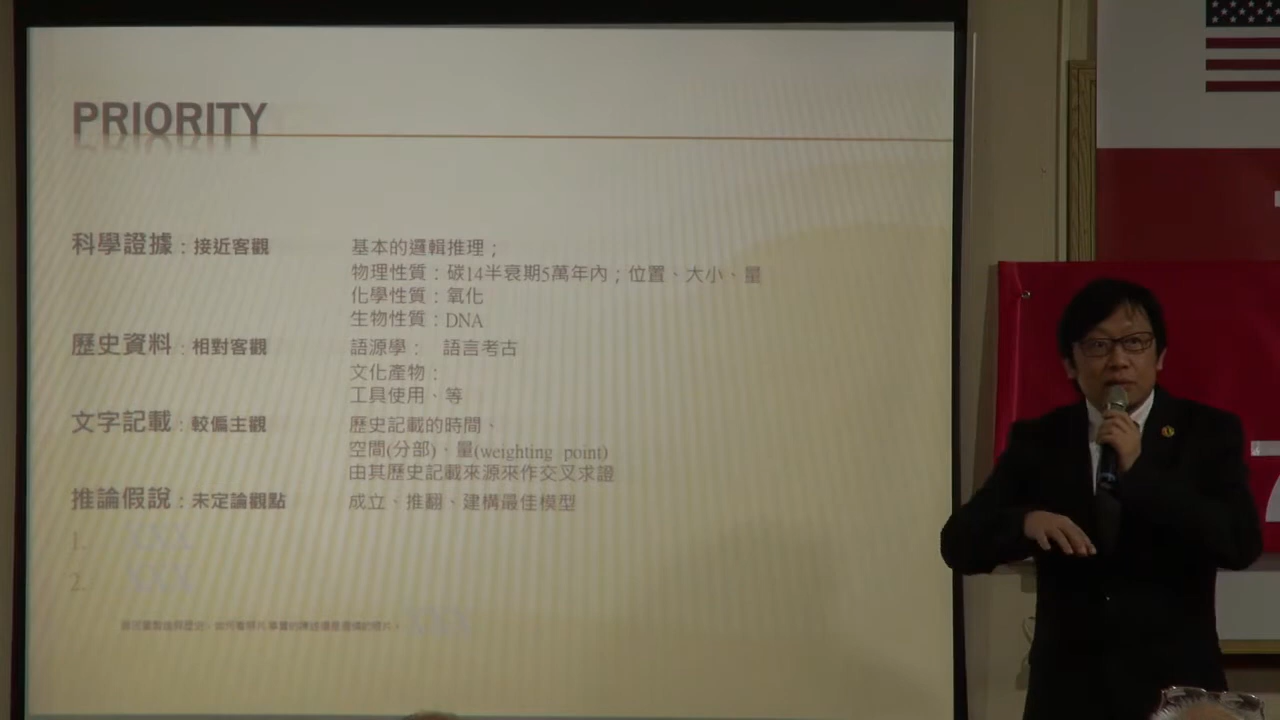 PRIORITY
科學證據：接近客觀 基本的邏輯推理；
物理性質：碳14半衰期5萬年內；位置、大小、量
化學性質：氧化
生物性質：DNA
歷史資料：相對客觀 語源學； 語言考古
文化產物：
工具使用、等
文字記載：較偏主觀 歷史記載的時間、
空間(分部)、量(weighting point)
由其歷史記載來源來作交叉求證
推論假說：未定論觀點 成立、推翻、建構最佳模型
1. XXX
2. XXX